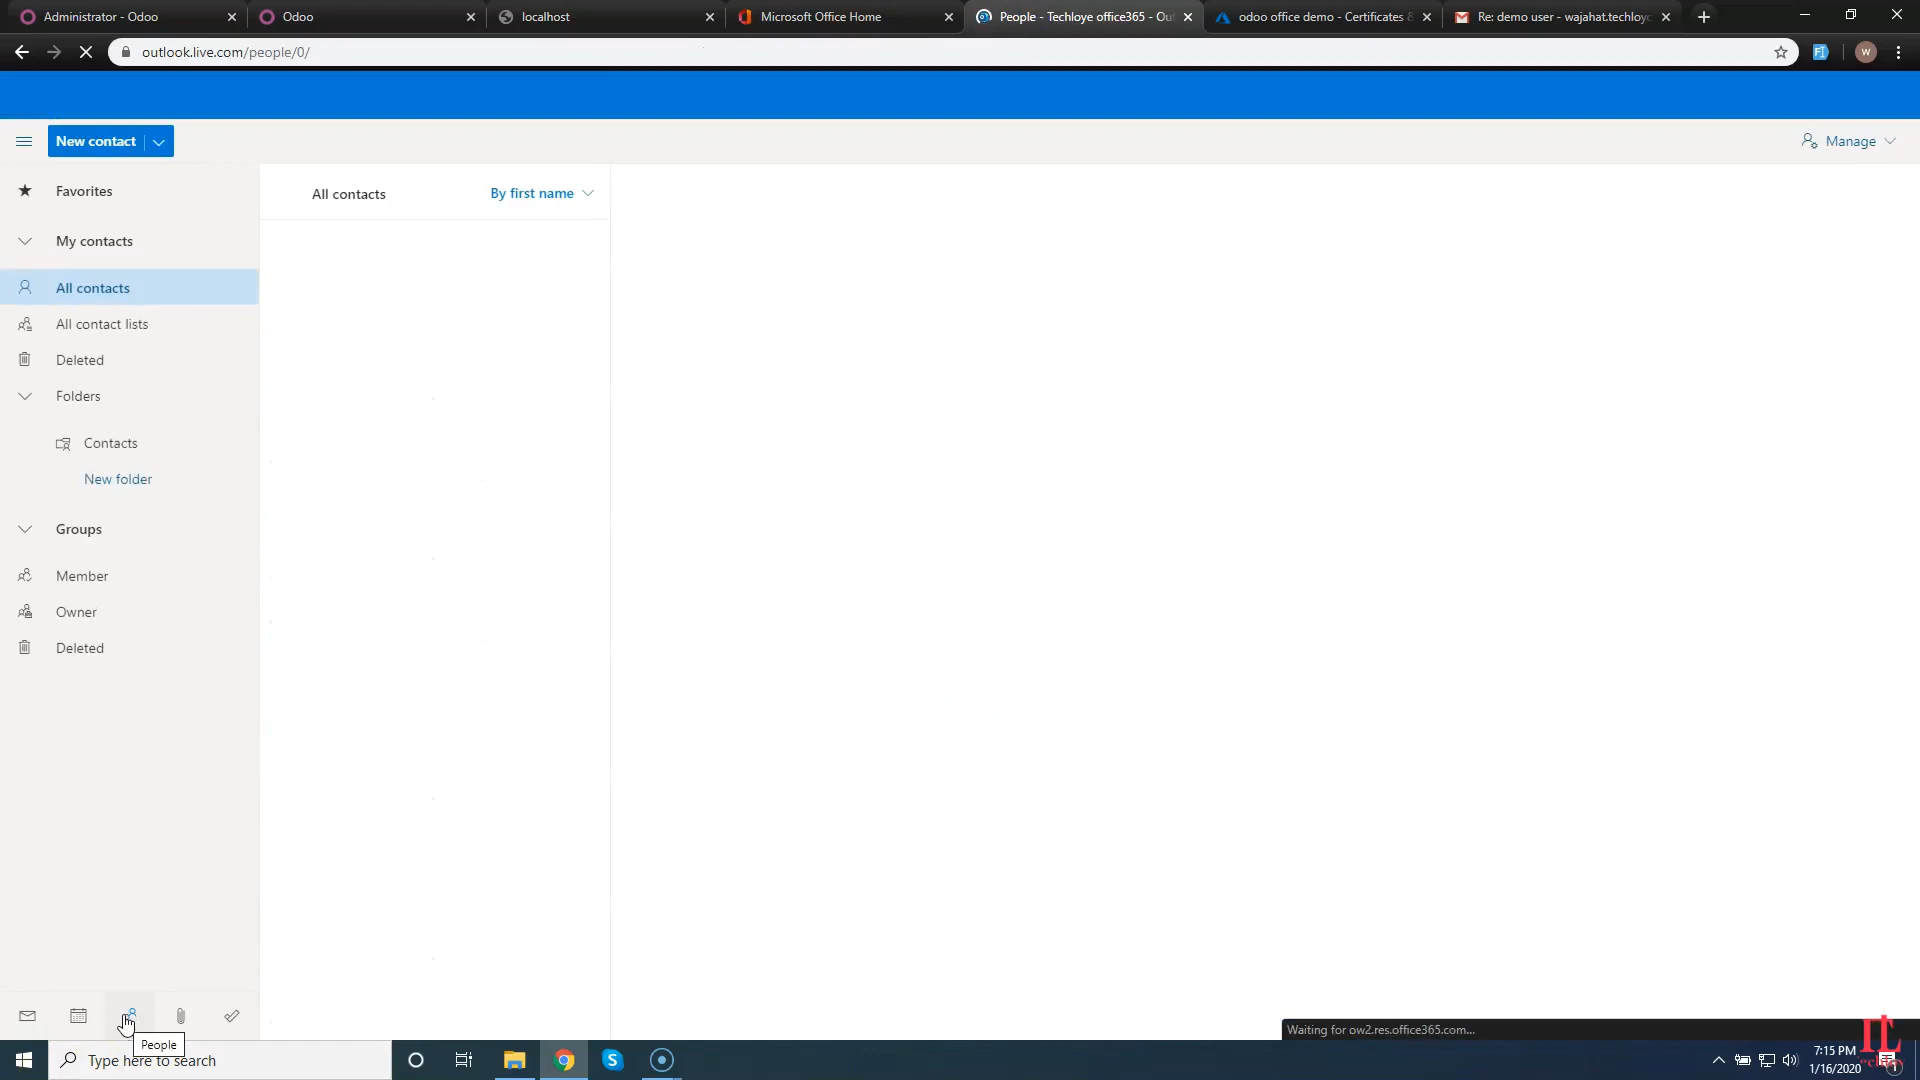 Administrator - Odoo
Odoo
localhost
Microsoft Office Home
People - Techloye office365 - Ou
odoo office demo - Certificates &
Re: demo user - wajahat.techloye
outlook.live.com/people/0/
W
New contact
Manage
Favorites
All contacts
By first name
My contacts
All contacts
All contact lists
Deleted
Folders
Contacts
New folder
Groups
Member
Owner
Deleted
People
Waiting for ow2.res.office365.com...
Type here to search
7:15 PM
1/16/2020